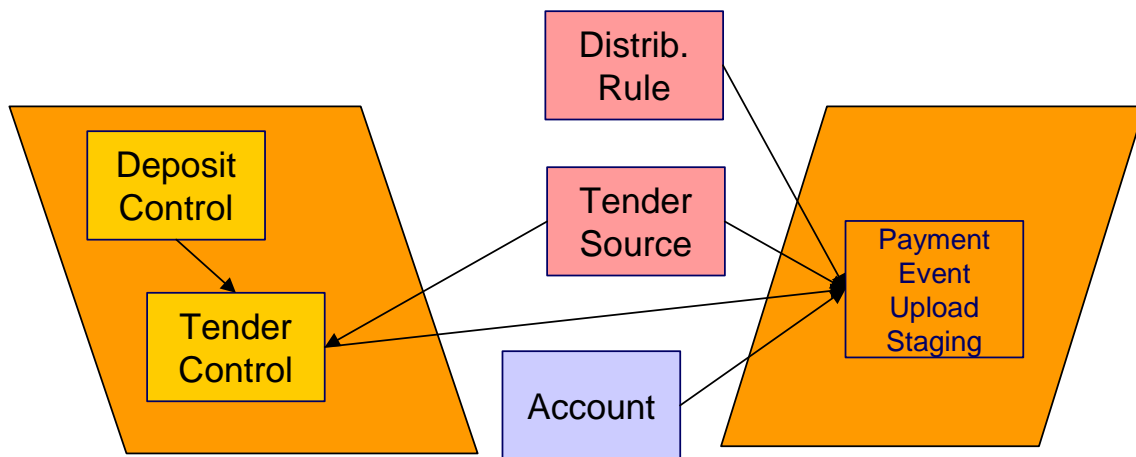 Distrib.
Rule
Deposit
Control
Tender
Source
Payment
Event
Upload
Staging
Tender
Control
Account